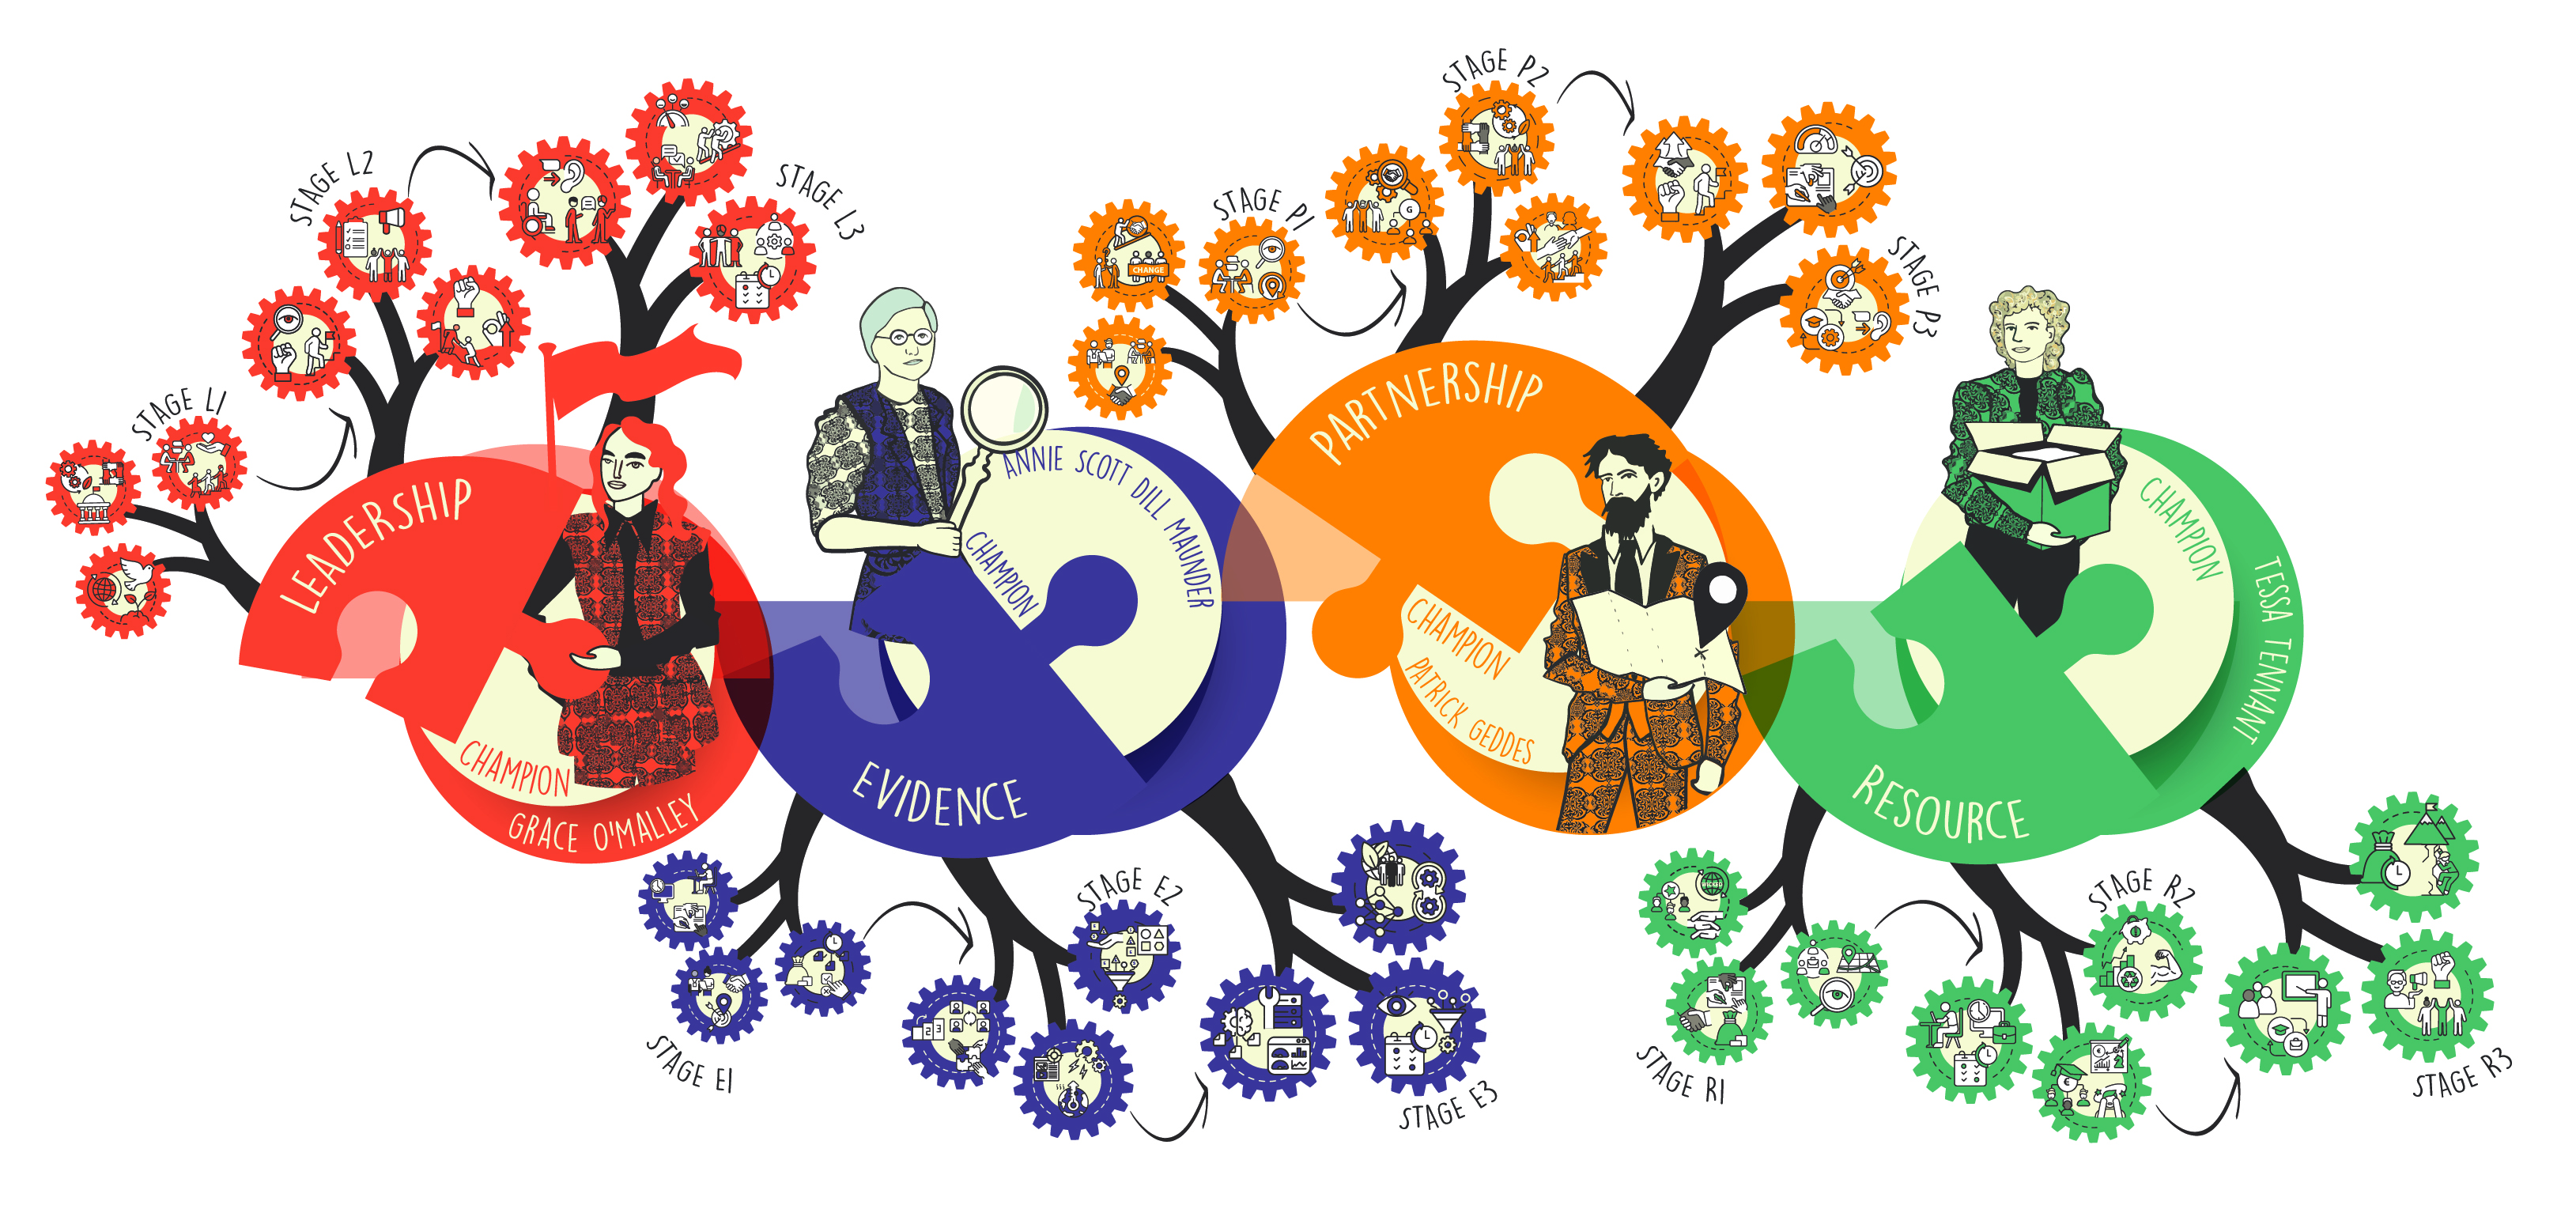 STAGE L1
STAGE L2
STAGE L3
LEADERSHIP
CHAMPION
GRACE O'MALLEY
ANNIE SCOTT DILL MAUNDER
CHAMPION
EVIDENCE
STAGE E1
STAGE E2
STAGE E3
STAGE P1
STAGE P2
STAGE P3
CHANGE
G
PARTNERSHIP
CHAMPION
PATRICK GEDDES
CHAMPION
TESSA TENNANT
RESOURCE
STAGE R1
STAGE R2
STAGE R3